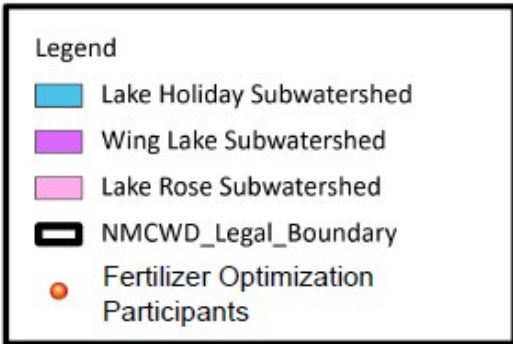 Legend
Lake Holiday Subwatershed
Wing Lake Subwatershed
Lake Rose Subwatershed
NMCWD_Legal_Boundary
Fertilizer Optimization
Participants